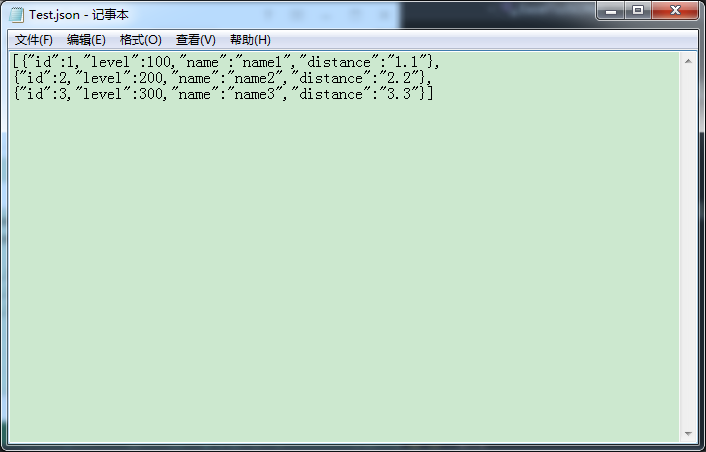 Test.json - 记事本
文件(F) 编辑(E) 格式(O) 查看(V) 帮助(H)
[{"id":1,"level":100,"name":"name1","distance":"1.1"},
{"id":2,"level":200,"name":"name2","distance":"2.2"},
{"id":3,"level":300,"name":"name3","distance":"3.3"}]